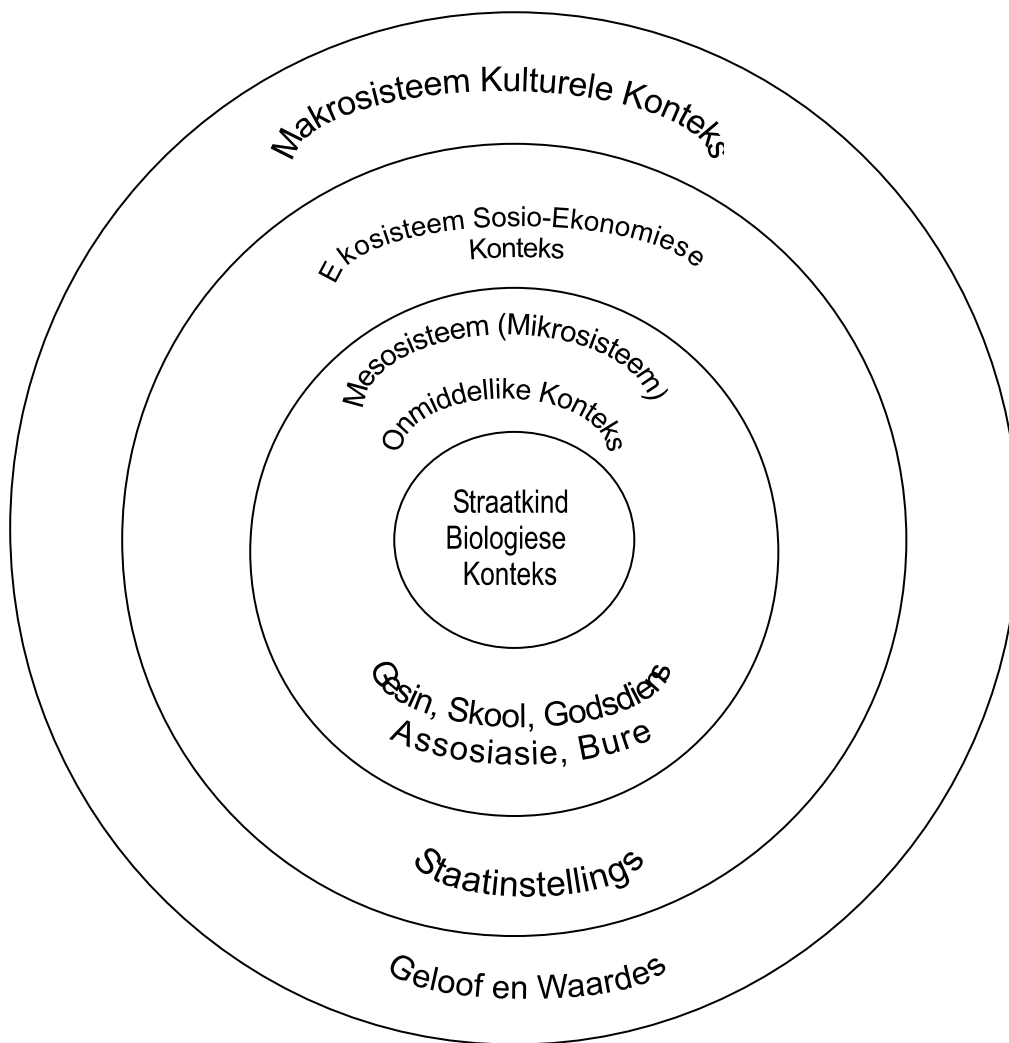 Makrosisteem Kulturele Konteks
Ekosisteem Sosio-Ekonomiese
Konteks
Mesosisteem (Mikrosisteem)
Onmiddellike Konteks
Straatkind
Biologiese
Konteks
Gesin, Skool, Godsdiens
Assosiasie, Bure
Staatinstellings
Geloof en Waardes